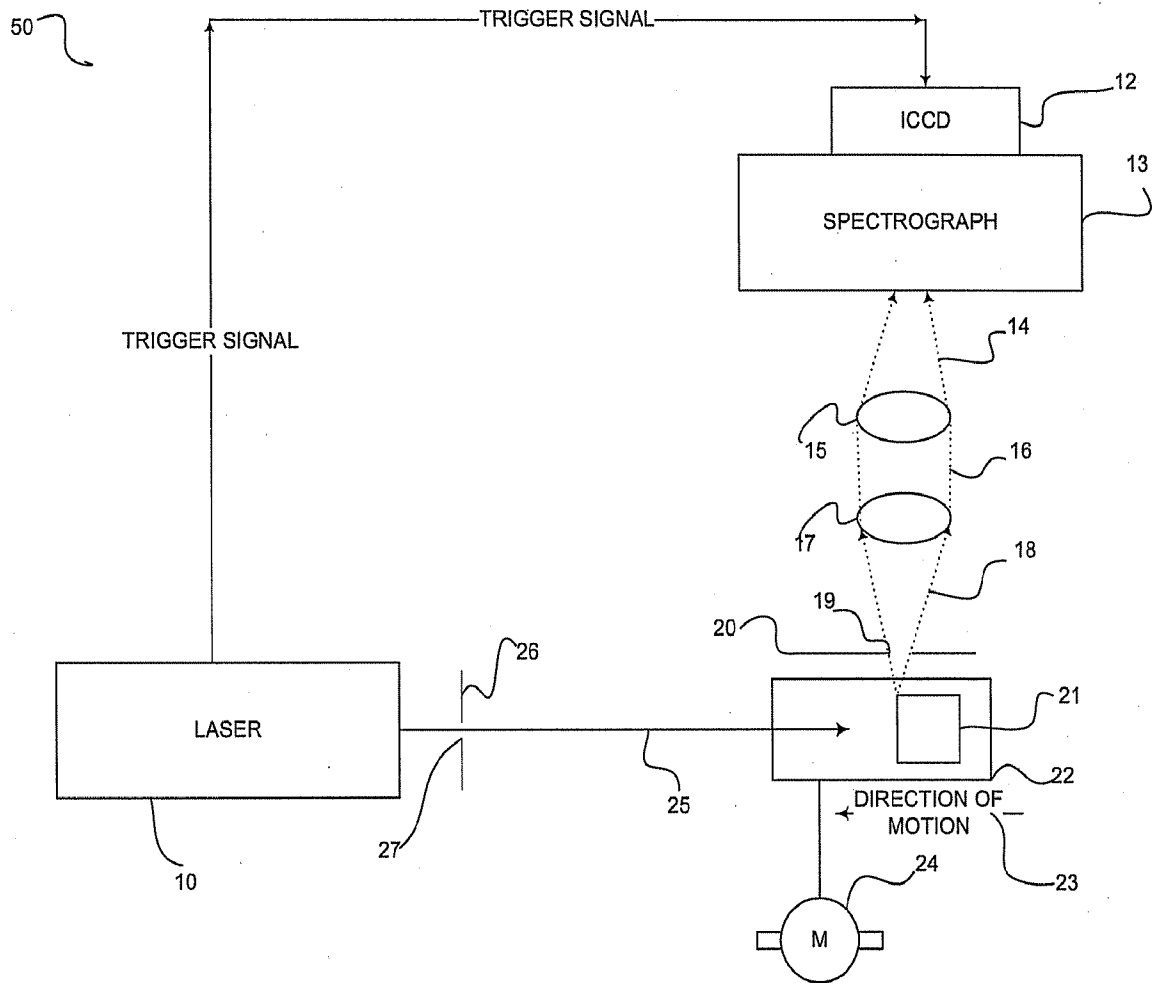 50
TRIGGER SIGNAL
12
ICCD
13
SPECTROGRAPH
TRIGGER SIGNAL
14
15
16
17
18
19
20
26
21
LASER
22
25
DIRECTION OF
MOTION
27
10
24
23
M